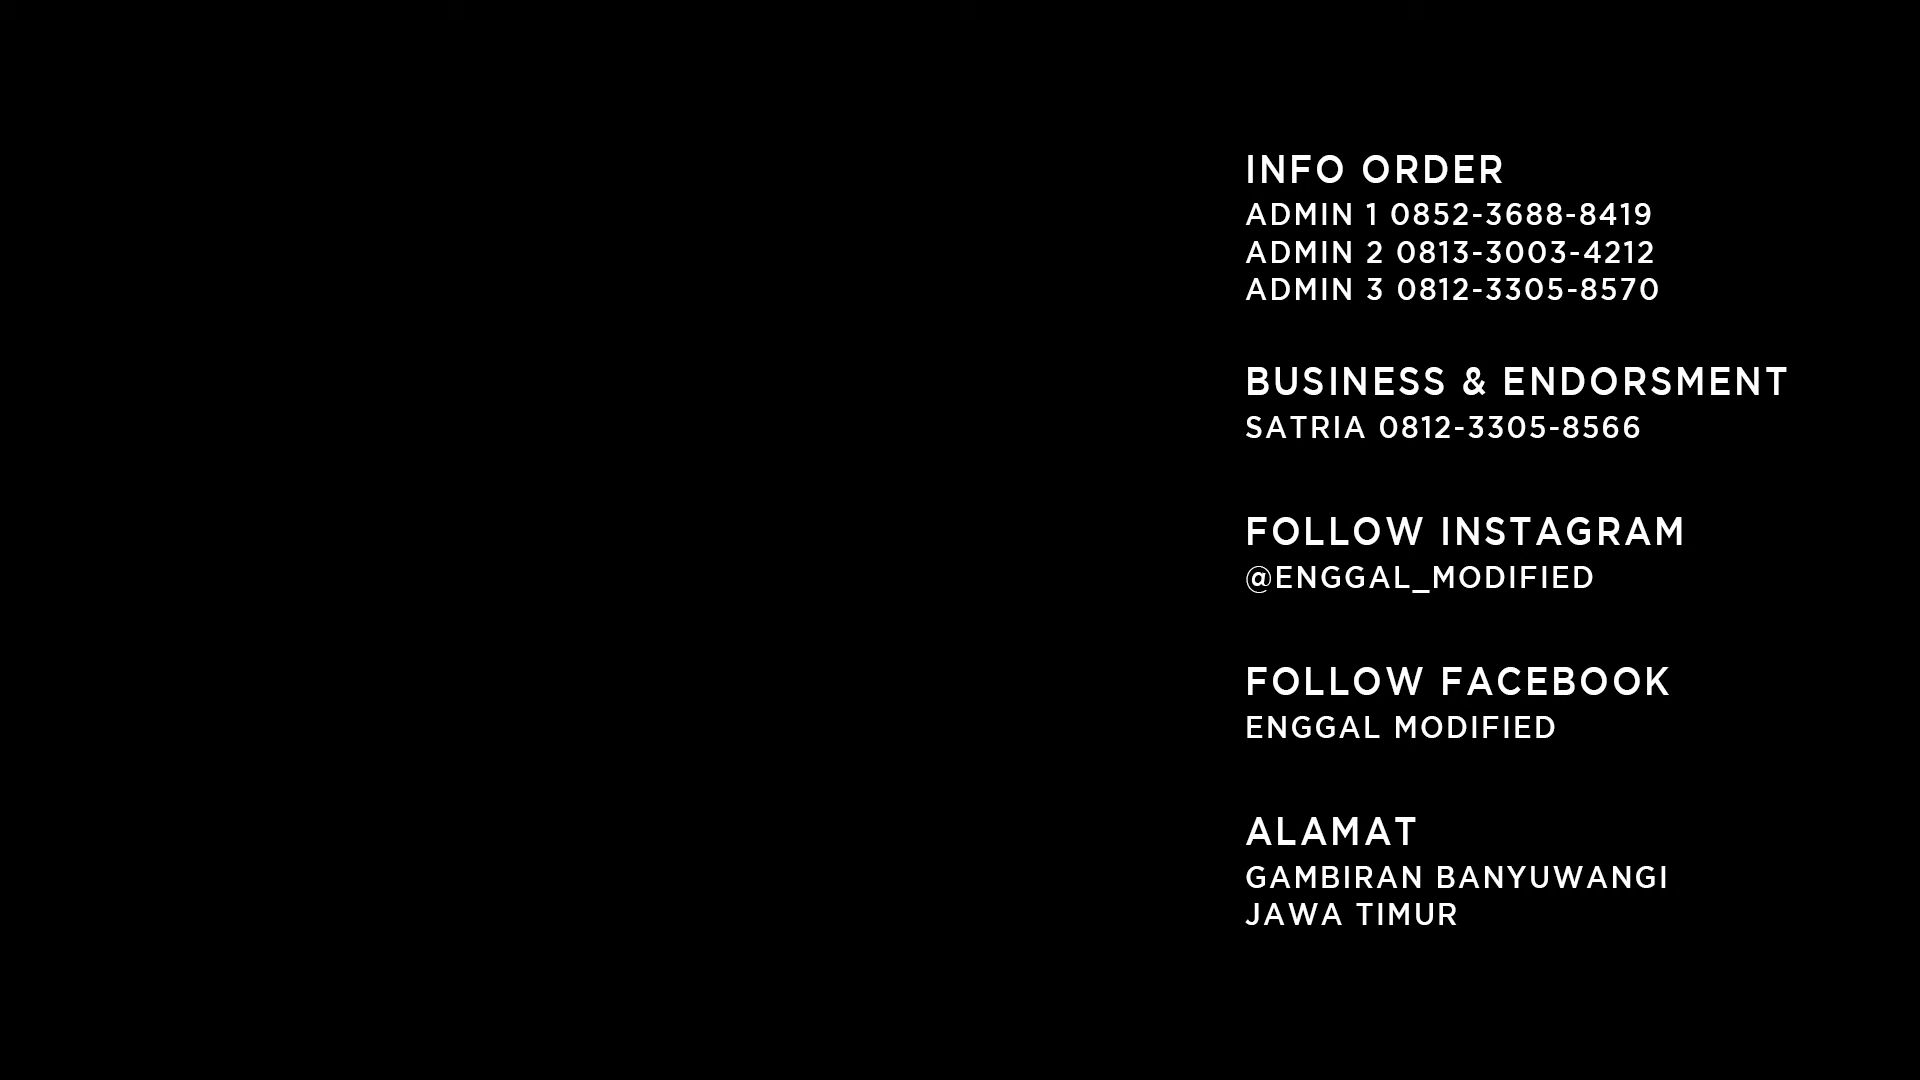 INFO ORDER
ADMIN 1 0852-3688-8419
ADMIN 2 0813-3003-4212
ADMIN 3 0812-3305-8570
BUSINESS & ENDORSMENT
SATRIA 0812-3305-8566
FOLLOW INSTAGRAM
@ENGGAL_MODIFIED
FOLLOW FACEBOOK
ENGGAL MODIFIED
ALAMAT
GAMBIRAN BANYUWANGI
JAWA TIMUR